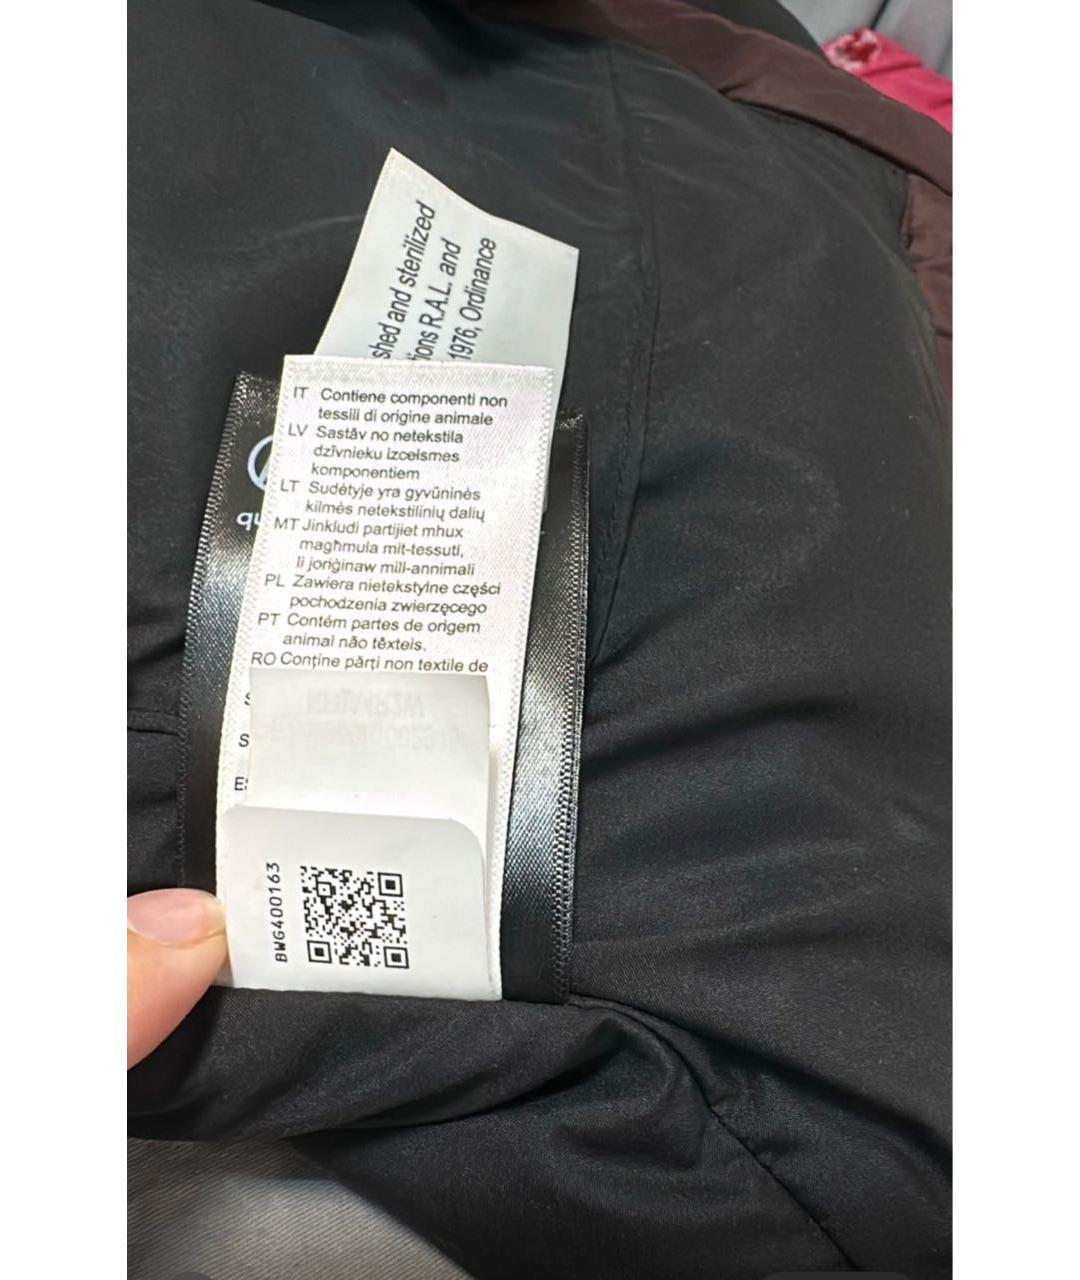 shed and sterilized
ions R.A.L. and
1976, Ordinance
IT Contiene componenti non
tessili di origine animale
LV Sastāv no netekstila
dzīvnieku izcelsmes
komponentiem
LT Sudėtyje yra gyvūninės
kilmės netekstilinių dalių
MT Jinkludi partijiet mhux
magħmula mit-tessuti,
li joriġinaw mill-annimali
PL Zawiera nietekstylne części
pochodzenia zwierzęcego
PT Contém partes de origem
animal não têxteis.
RO Conține părți non textile de
S
S
ES
qu
BWG400163